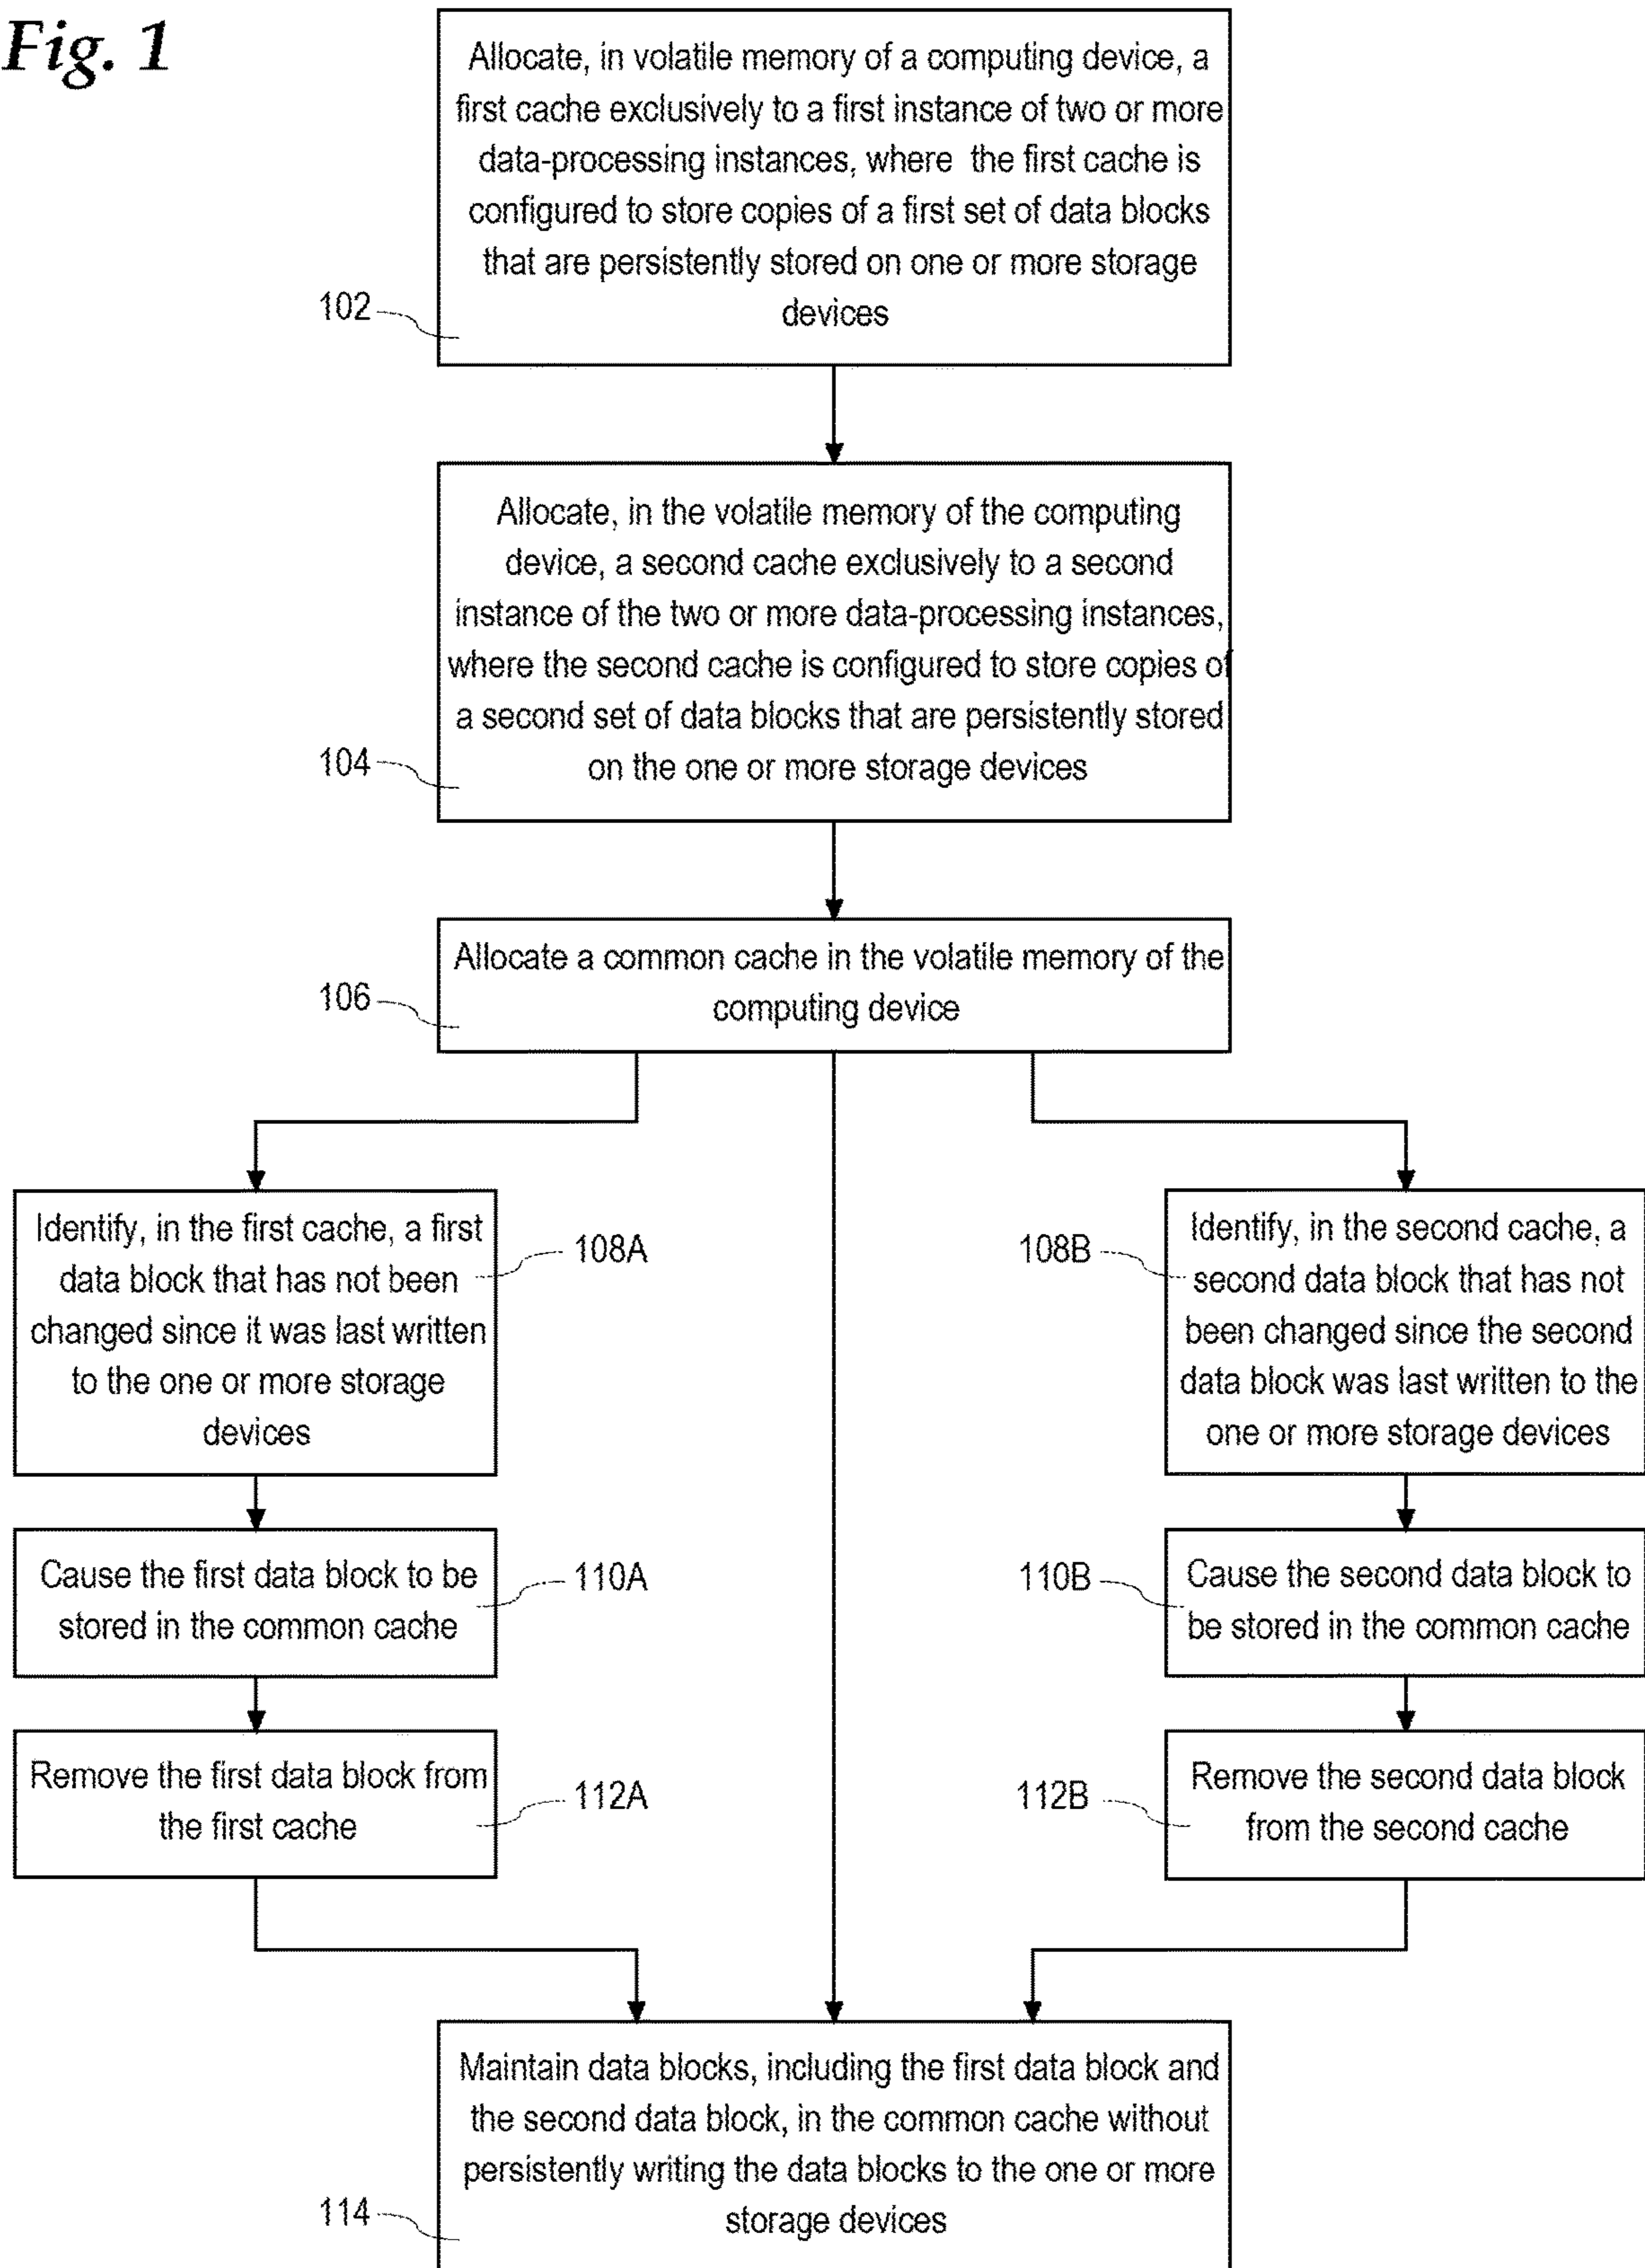 Fig. 1
Allocate, in volatile memory of a computing device, a
first cache exclusively to a first instance of two or more
data-processing instances, where the first cache is
configured to store copies of a first set of data blocks
that are persistently stored on one or more storage
devices
102
Allocate, in the volatile memory of the computing
device, a second cache exclusively to a second
instance of the two or more data-processing instances,
where the second cache is configured to store copies of
a second set of data blocks that are persistently stored
on the one or more storage devices
104
Allocate a common cache in the volatile memory of the
computing device
106
Identify, in the first cache, a first
data block that has not been
changed since it was last written
to the one or more storage
devices
108A
Cause the first data block to be
stored in the common cache
110A
Remove the first data block from
the first cache
112A
108B
Identify, in the second cache, a
second data block that has not
been changed since the second
data block was last written to the
one or more storage devices
110B
Cause the second data block to
be stored in the common cache
112B
Remove the second data block
from the second cache
Maintain data blocks, including the first data block and
the second data block, in the common cache without
persistently writing the data blocks to the one or more
storage devices
114